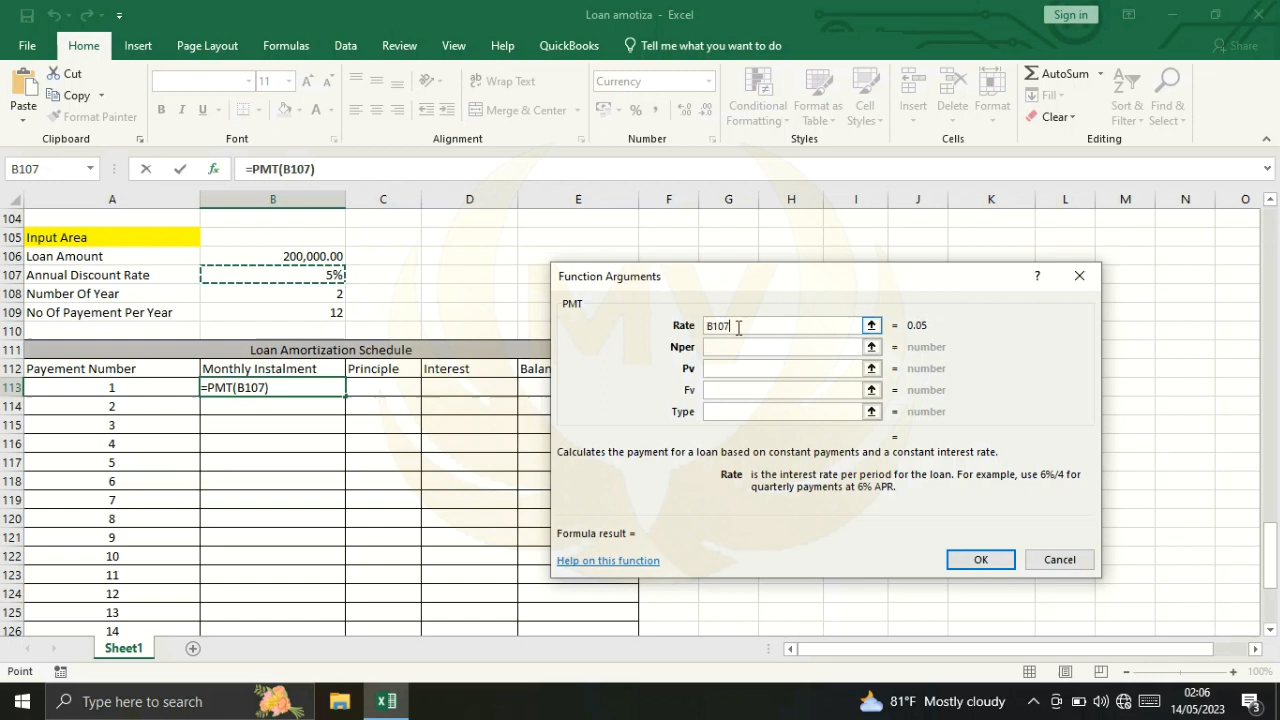 Loan amotiza - Excel
Sign in
File Home Insert Page Layout Formulas Data Review View Help QuickBooks Tell me what you want to do Share
Paste Cut Copy Format Painter
11
Wrap Text
Merge & Center
Currency
Conditional Formatting
Format as Table
Cell Styles
Insert Delete Format
AutoSum
Fill
Clear
Sort & Filter
Find & Select
Clipboard Font Alignment Number Styles Cells Editing
B107 fx =PMT(B107)
A B C D E F G H I J K L M N O
104
105 Input Area
106 Loan Amount 200,000.00
107 Annual Discount Rate 5%
108 Number Of Year 2
109 No Of Payement Per Year 12
110
111 Loan Amortization Schedule
112 Payement Number Monthly Instalment Principle Interest Balan
113 1 =PMT(B107)
114 2
115 3
116 4
117 5
118 6
119 7
120 8
121 9
122 10
123 11
124 12
125 13
126 14
Function Arguments ?
PMT
Rate B107 = 0.05
Nper = number
Pv = number
Fv = number
Type = number
=
Calculates the payment for a loan based on constant payments and a constant interest rate.
Rate is the interest rate per period for the loan. For example, use 6%/4 for
quarterly payments at 6% APR.
Formula result =
Help on this function OK Cancel
Sheet1
Point 100%
Type here to search 81°F Mostly cloudy 02:06
14/05/2023 3
MV